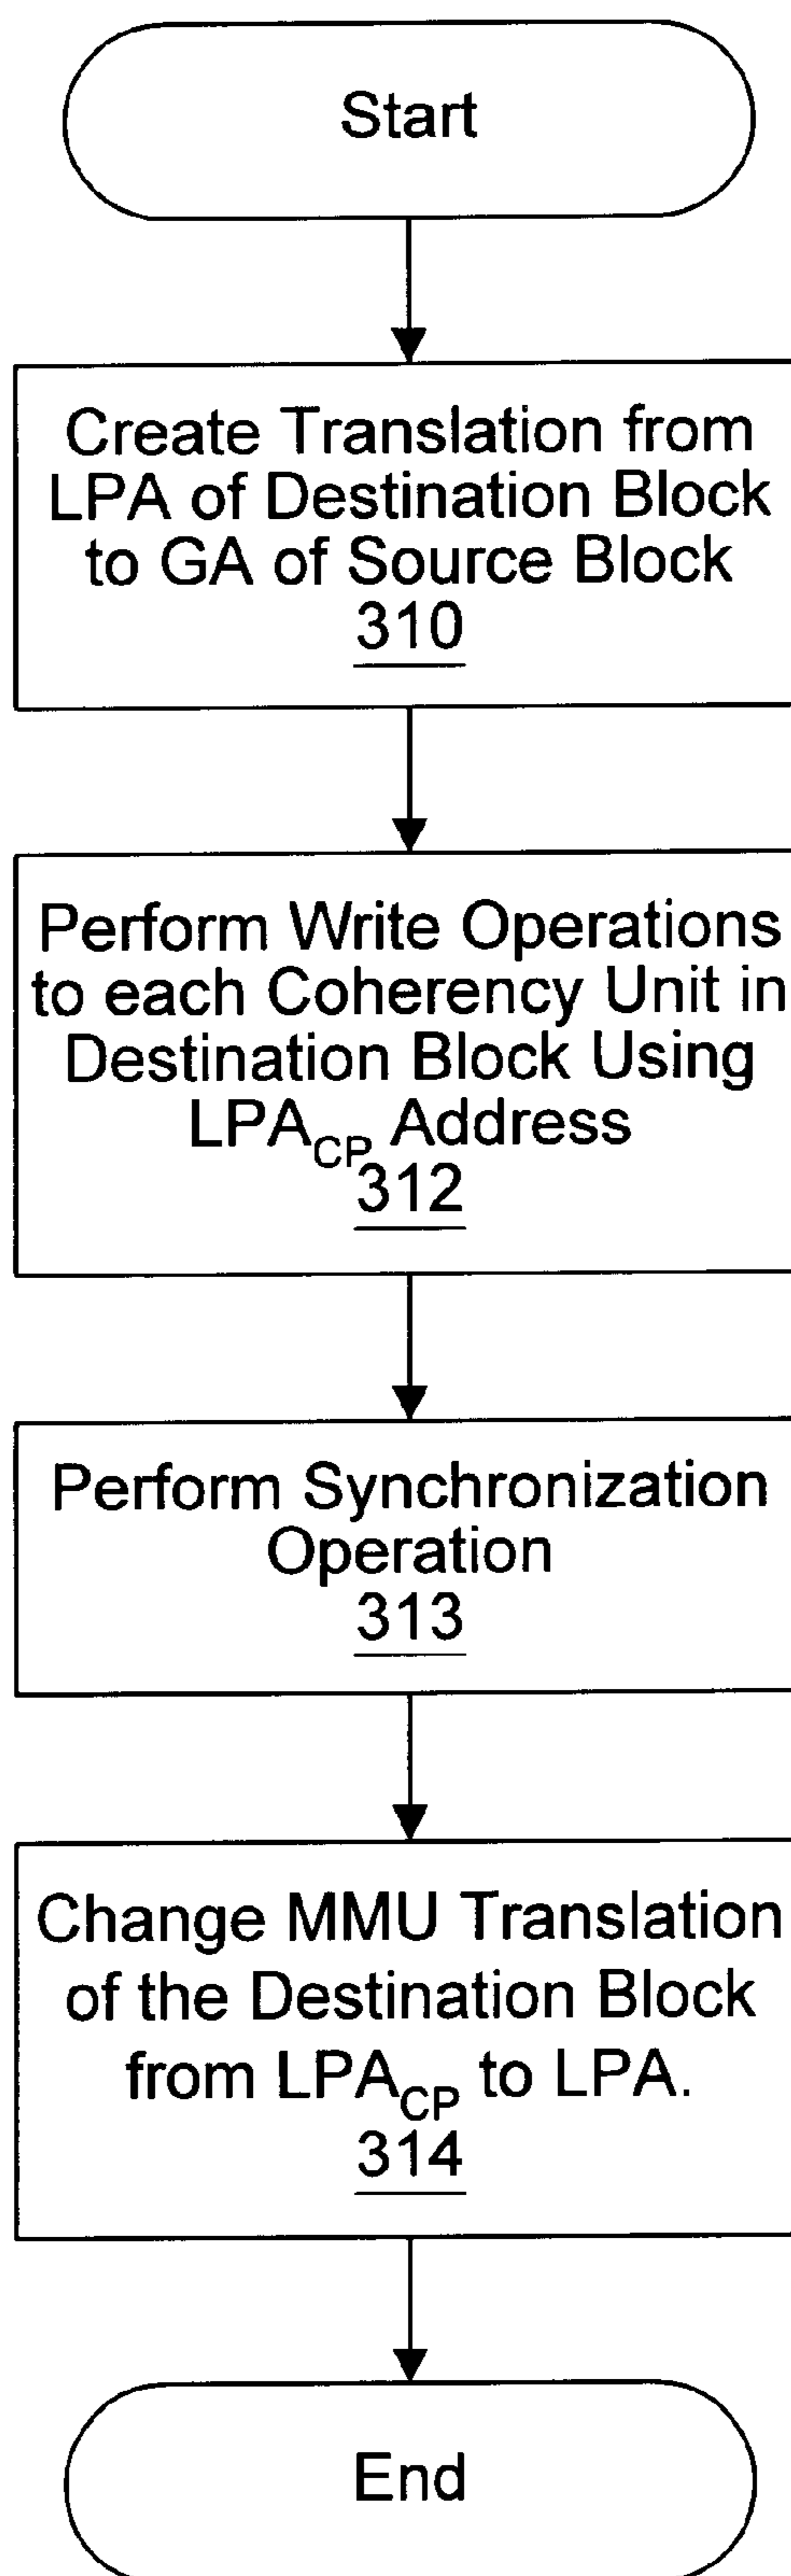 Start
Create Translation from
LPA of Destination Block
to GA of Source Block
310
Perform Write Operations
to each Coherency Unit in
Destination Block Using
LPA_CP Address
312
Perform Synchronization
Operation
313
Change MMU Translation
of the Destination Block
from LPA_CP to LPA.
314
End